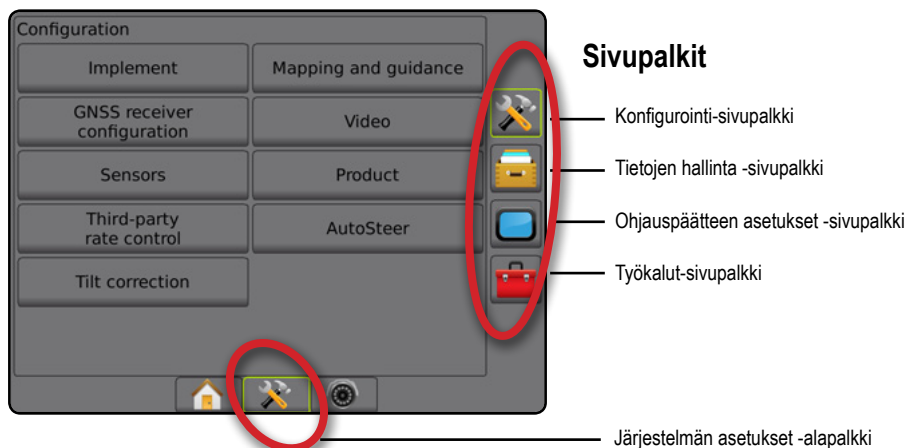 Configuration
Implement
Mapping and guidance
GNSS receiver
configuration
Video
Sensors
Product
Third-party
rate control
AutoSteer
Tilt correction
Sivupalkit
Konfigurointi-sivupalkki
Tietojen hallinta -sivupalkki
Ohjauspäätteen asetukset -sivupalkki
Työkalut-sivupalkki
Järjestelmän asetukset -alapalkki